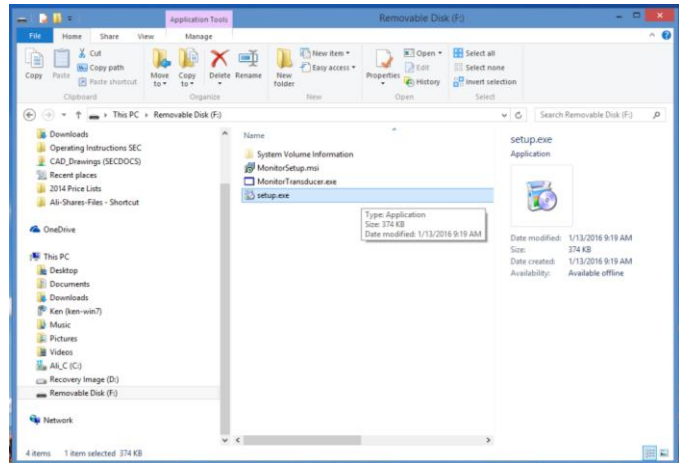 Application Tools
Removable Disk (F:)
File Home Share View Manage
Copy
Paste
Cut
Copy path
Paste shortcut
Move to
Copy to
Delete
Rename
New folder
New item
Easy access
Properties
Open
Edit
History
Select all
Select none
Invert selection
Clipboard
Organize
New
Open
Select
This PC
Removable Disk (F:)
Search Removable Disk (F:)
Downloads
Operating Instructions SEC
CAD_Drawings (SECDOCS)
Recent places
2014 Price Lists
Ali-Shares-Files - Shortcut
OneDrive
This PC
Desktop
Documents
Downloads
Ken (ken-win7)
Music
Pictures
Videos
Ali_C (C:)
Recovery Image (D:)
Removable Disk (F:)
Network
Name
System Volume Information
MonitorSetup.msi
MonitorTransducer.exe
setup.exe
Type: Application
Size: 374 KB
Date modified: 1/13/2016 9:19 AM
setup.exe
Application
Date modified: 1/13/2016 9:19 AM
Size: 374 KB
Date created: 1/13/2016 9:19 AM
Availability: Available offline
4 items 1 item selected 374 KB